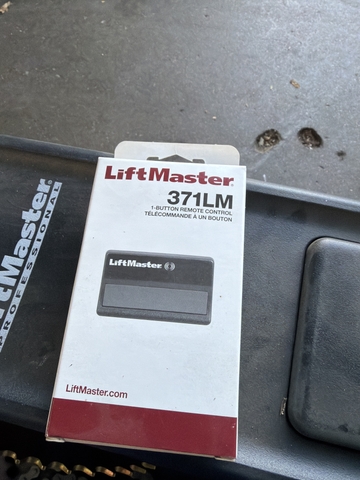 LiftMaster
371LM
1-BUTTON REMOTE CONTROL
TÉLÉCOMMANDE À UN BOUTON
LiftMaster
LiftMaster.com
ftMaster
PROFESSIONAL